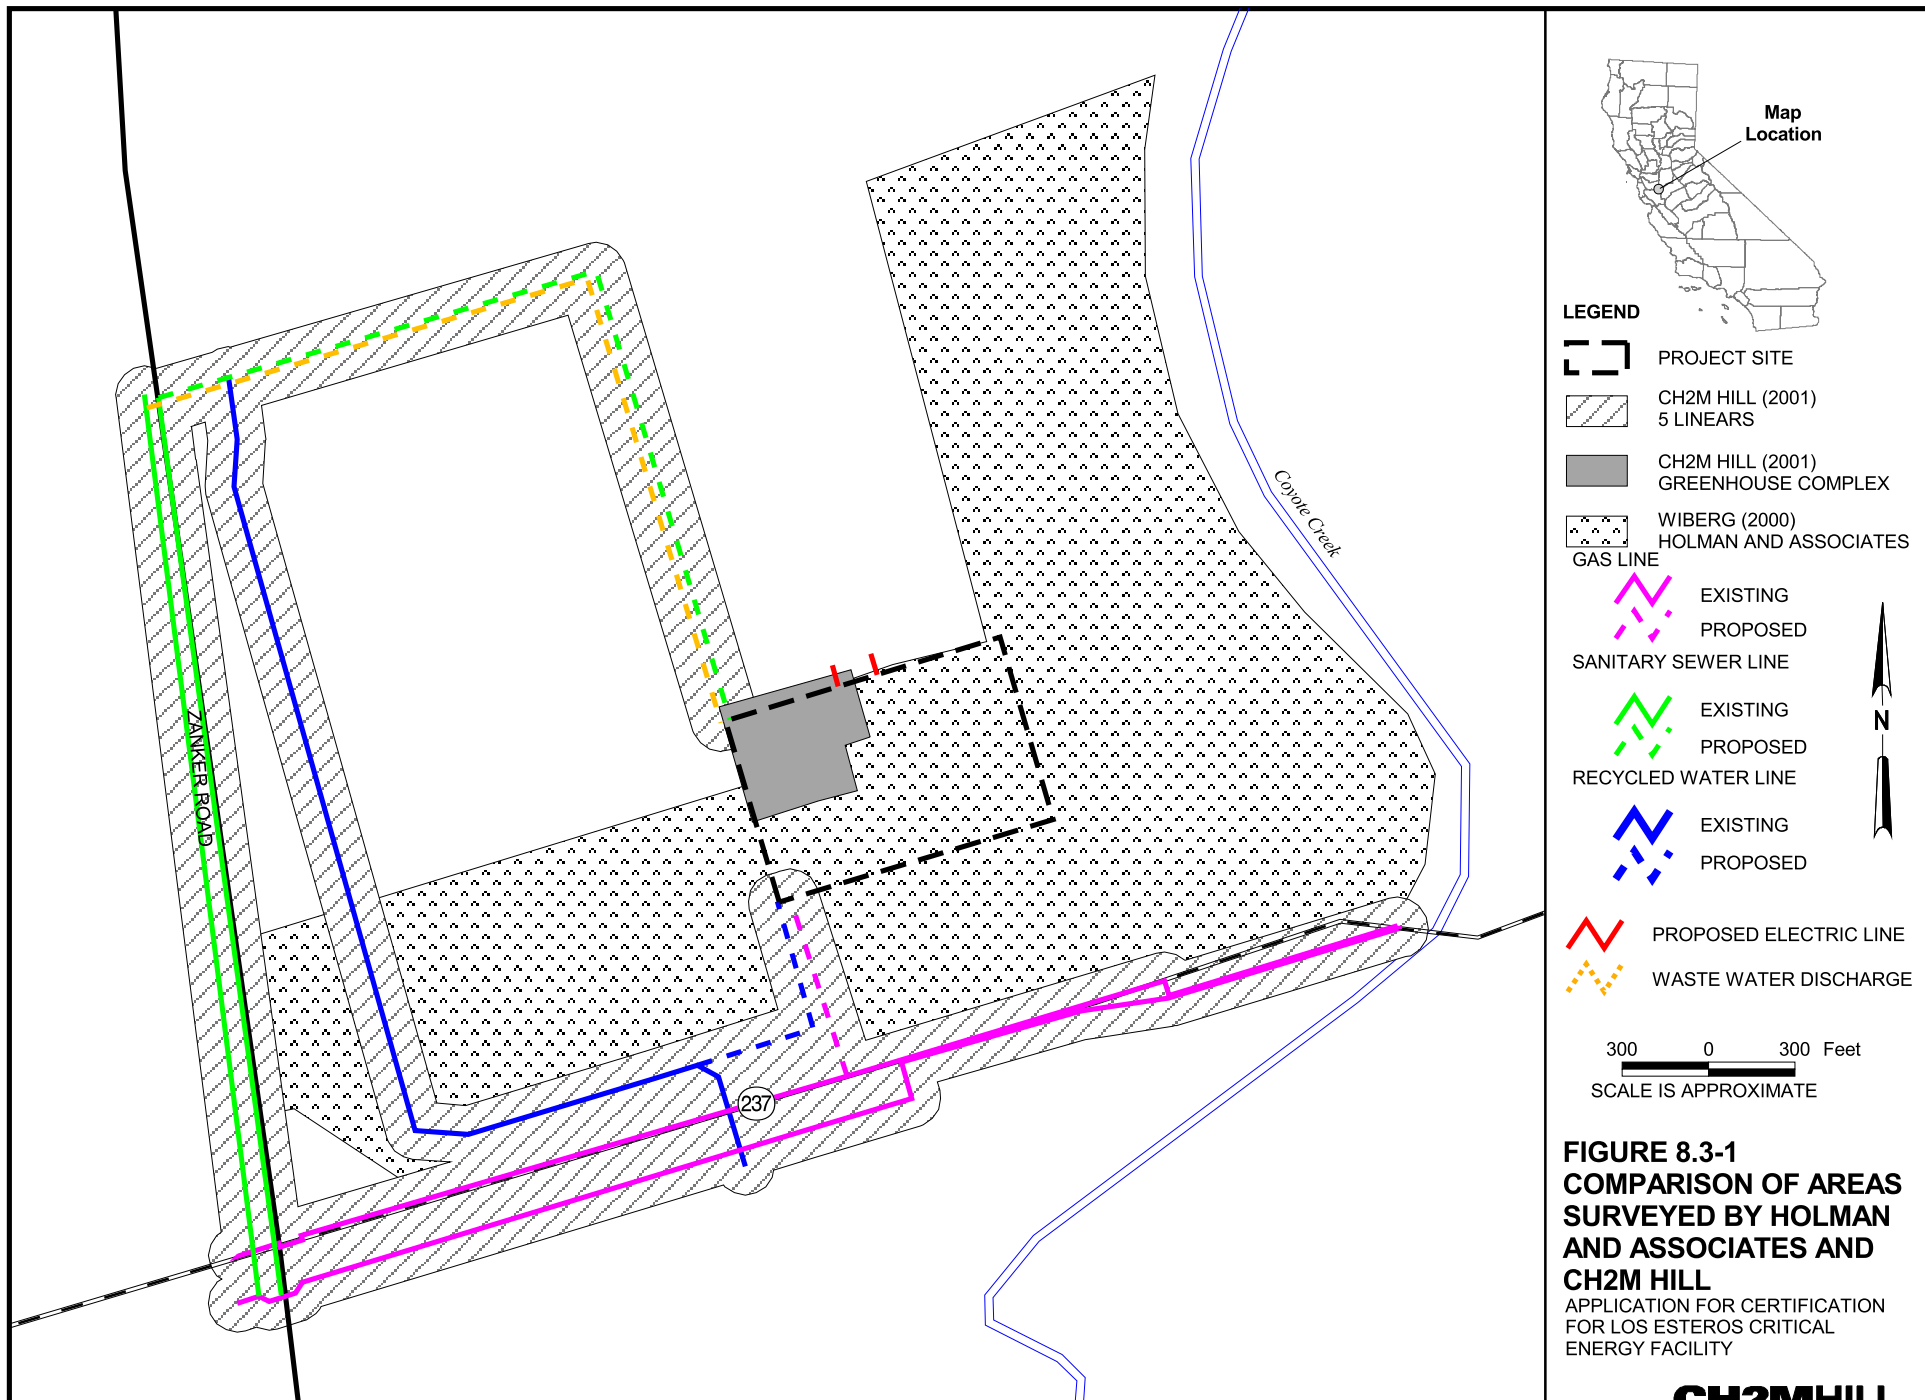 ZANKER ROAD
237
Coyote Creek
Map
Location
LEGEND
PROJECT SITE
CH2M HILL (2001)
5 LINEARS
CH2M HILL (2001)
GREENHOUSE COMPLEX
WIBERG (2000)
HOLMAN AND ASSOCIATES
GAS LINE
EXISTING
PROPOSED
SANITARY SEWER LINE
EXISTING
PROPOSED
RECYCLED WATER LINE
EXISTING
PROPOSED
N
PROPOSED ELECTRIC LINE
WASTE WATER DISCHARGE
300 0 300 Feet
SCALE IS APPROXIMATE
FIGURE 8.3-1
COMPARISON OF AREAS
SURVEYED BY HOLMAN
AND ASSOCIATES AND
CH2M HILL
APPLICATION FOR CERTIFICATION
FOR LOS ESTEROS CRITICAL
ENERGY FACILITY
CH2MHILL